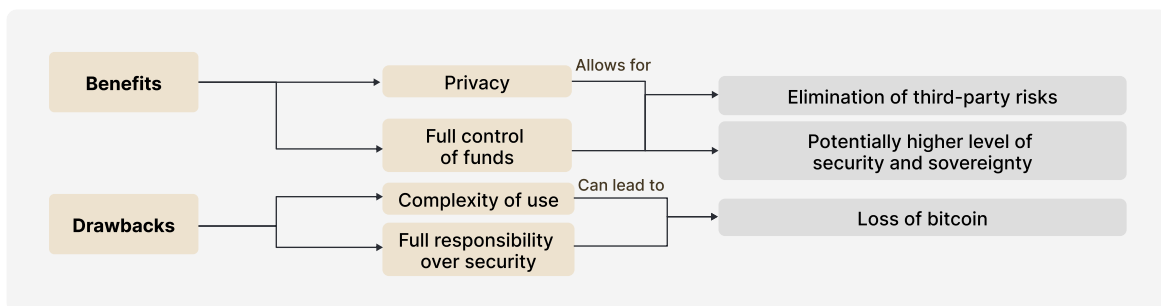 Benefits
Privacy
Allows for
Elimination of third-party risks
Full control
of funds
Potentially higher level of
security and sovereignty
Drawbacks
Complexity of use
Can lead to
Loss of bitcoin
Full responsibility
over security